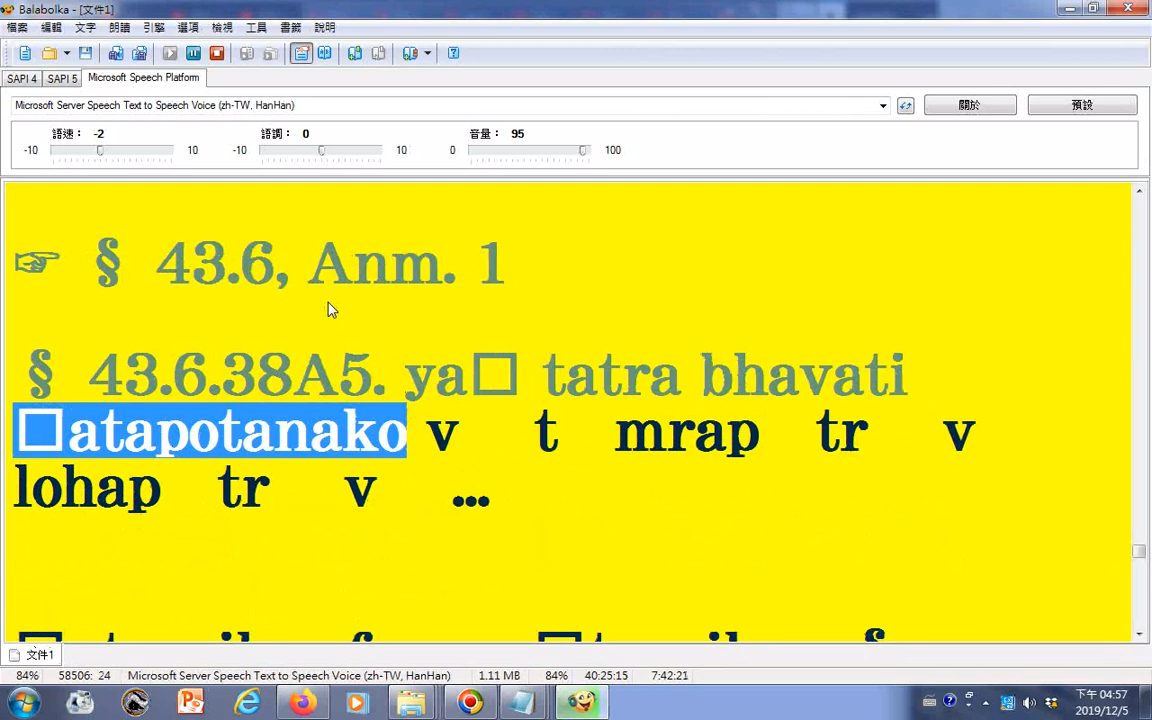 Balabolka - [文件1]
檔案 編輯 文字 朗讀 引擎 選項 檢視 工具 書籤 說明
SAPI 4 SAPI 5 Microsoft Speech Platform
Microsoft Server Speech Text to Speech Voice (zh-TW, HanHan) 關於 預設
語速： -2 語調： 0 音量： 95
-10 10 -10 10 0 100
☞ § 43.6, Anm. 1
§ 43.6.38A5. ya□ tatra bhavati
□atapotanako v t mrap tr v
lohap tr v ...
文件1
84% 58506: 24 Microsoft Server Speech Text to Speech Voice (zh-TW, HanHan) 1.11 MB 84% 40:25:15 7:42:21
下午 04:57
2019/12/5